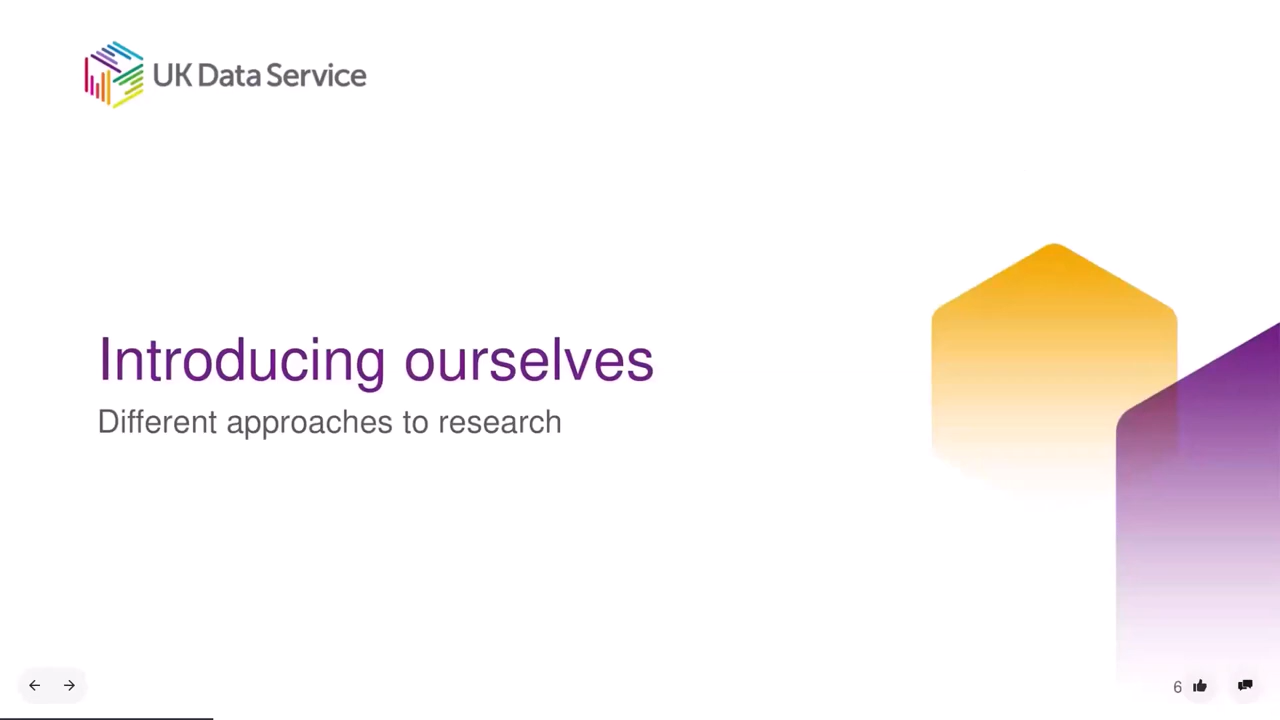 UK Data Service
Introducing ourselves
Different approaches to research
6